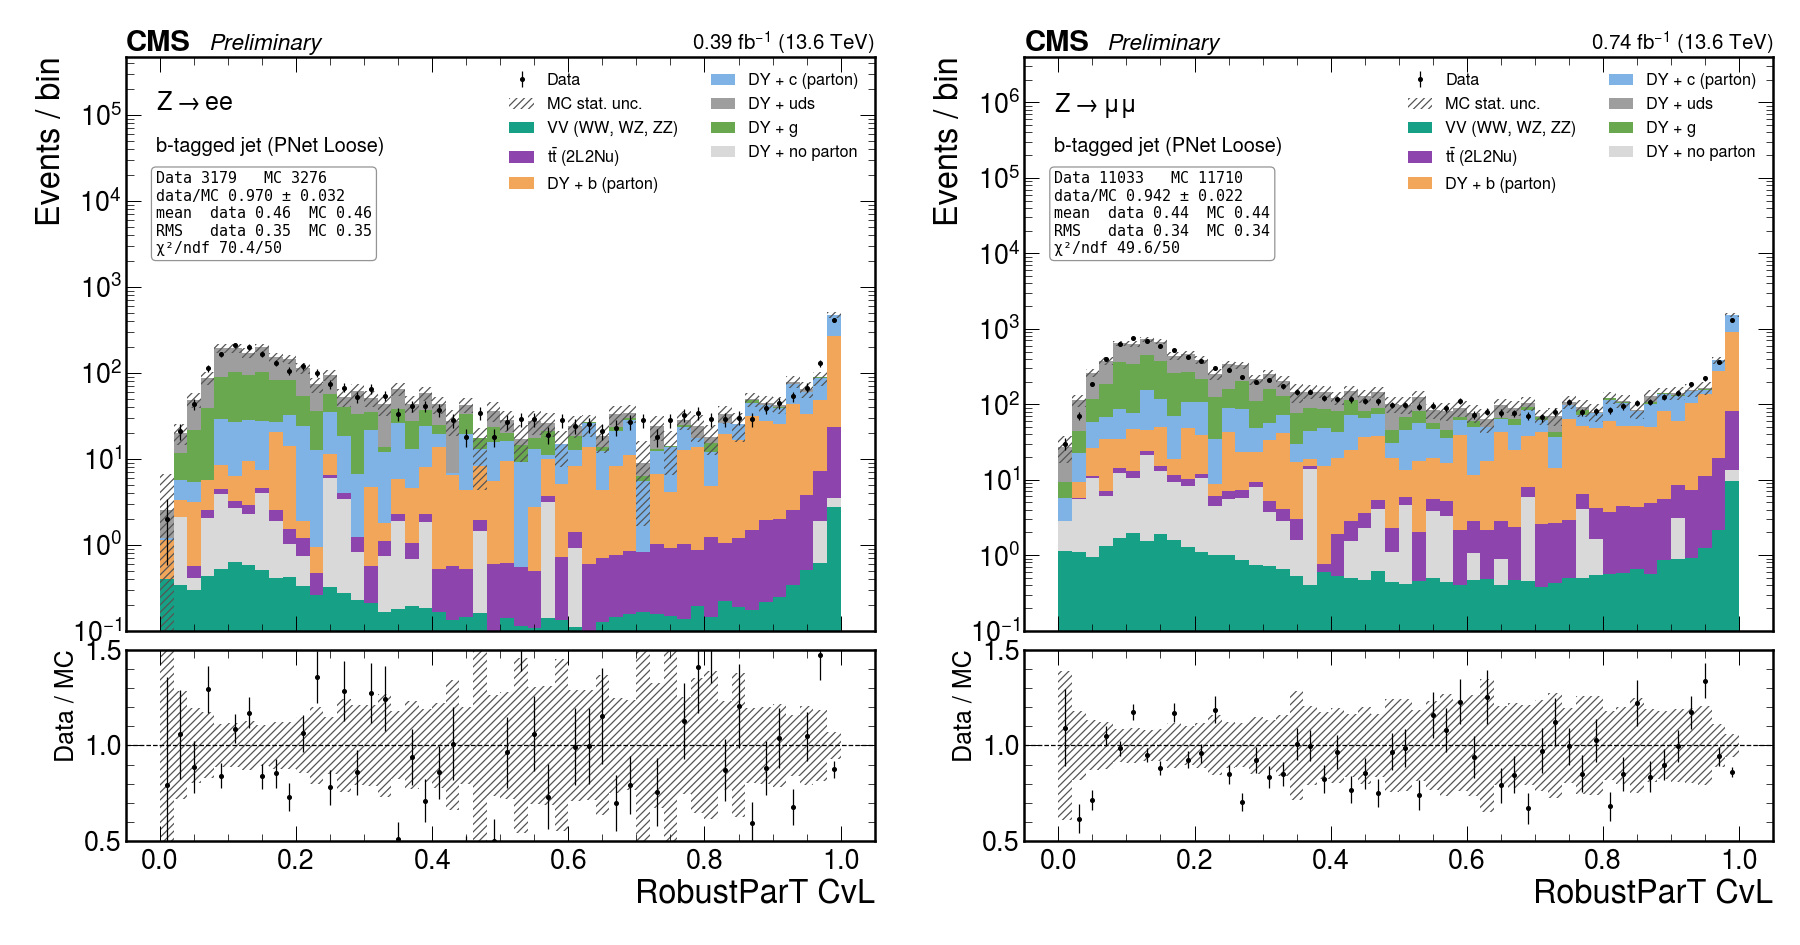 CMS Preliminary 0.39 fb⁻¹ (13.6 TeV)
Events / bin
10⁵
10⁴
10³
10²
10¹
10⁰
10⁻¹
Z → ee
b-tagged jet (PNet Loose)
Data 3179 MC 3276
data/MC 0.970 ± 0.032
mean data 0.46 MC 0.46
RMS data 0.35 MC 0.35
χ²/ndf 70.4/50
Data
MC stat. unc.
VV (WW, WZ, ZZ)
tt̄ (2L2Nu)
DY + b (parton)
DY + c (parton)
DY + uds
DY + g
DY + no parton
Data / MC
1.5
1.0
0.5
0.0 0.2 0.4 0.6 0.8 1.0
RobustParT CvL
CMS Preliminary 0.74 fb⁻¹ (13.6 TeV)
Events / bin
10⁶
10⁵
10⁴
10³
10²
10¹
10⁰
10⁻¹
Z → μμ
b-tagged jet (PNet Loose)
Data 11033 MC 11710
data/MC 0.942 ± 0.022
mean data 0.44 MC 0.44
RMS data 0.34 MC 0.34
χ²/ndf 49.6/50
Data
MC stat. unc.
VV (WW, WZ, ZZ)
tt̄ (2L2Nu)
DY + b (parton)
DY + c (parton)
DY + uds
DY + g
DY + no parton
Data / MC
1.5
1.0
0.5
0.0 0.2 0.4 0.6 0.8 1.0
RobustParT CvL